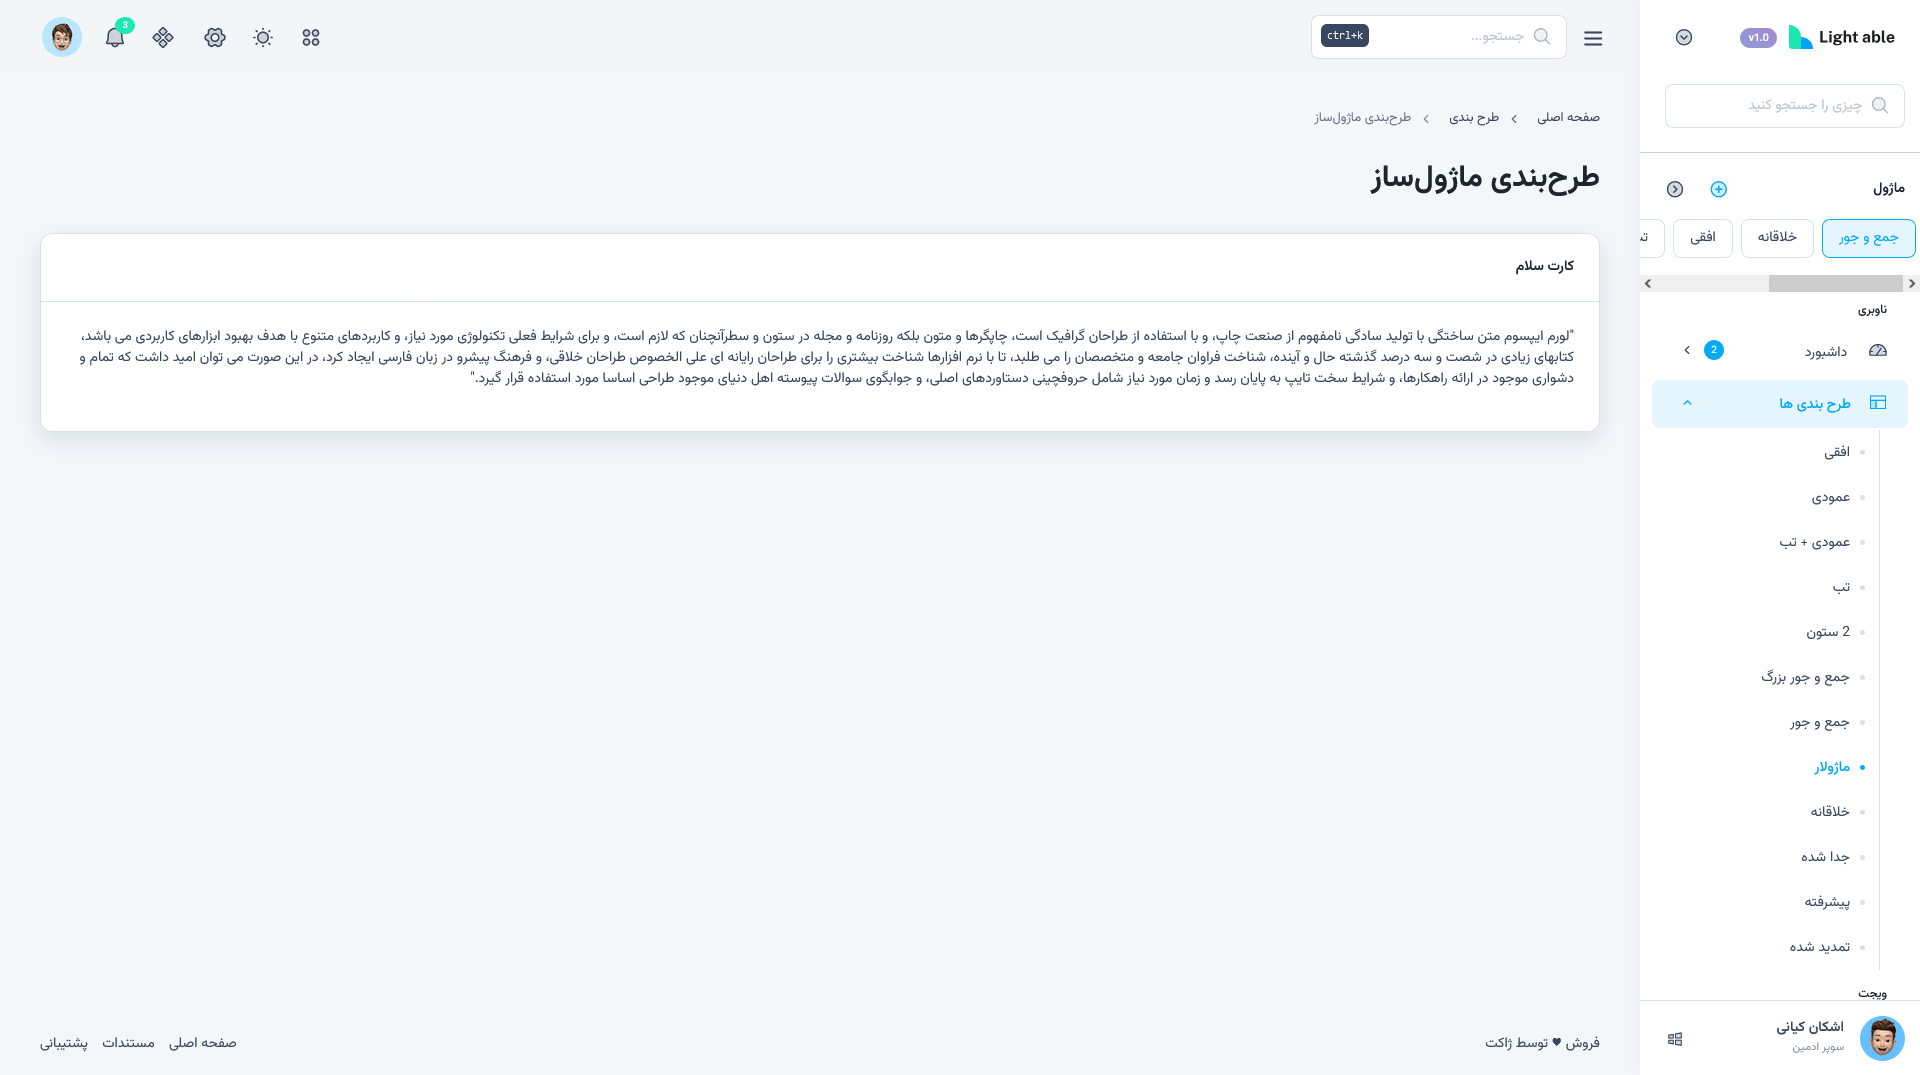 Light able
v1.0
چیزی را جستجو کنید
ماژول
جمع و جور
خلاقانه
افقی
ناوبری
داشبورد
2
طرح بندی ها
افقی
عمودی
عمودی + تب
تب
2 ستون
جمع و جور بزرگ
جمع و جور
ماژولار
خلاقانه
جدا شده
پیشرفته
تمدید شده
ویجت
اشکان کیانی
سوپر ادمین
جستجو...
ctrl+k
3
صفحه اصلی
طرح بندی
طرح‌بندی ماژول‌ساز
طرح‌بندی ماژول‌ساز
کارت سلام
"لورم ایپسوم متن ساختگی با تولید سادگی نامفهوم از صنعت چاپ، و با استفاده از طراحان گرافیک است، چاپگرها و متون بلکه روزنامه و مجله در ستون و سطرآنچنان که لازم است، و برای شرایط فعلی تکنولوژی مورد نیاز، و کاربردهای متنوع با هدف بهبود ابزارهای کاربردی می باشد،
کتابهای زیادی در شصت و سه درصد گذشته حال و آینده، شناخت فراوان جامعه و متخصصان را می طلبد، تا با نرم افزارها شناخت بیشتری را برای طراحان رایانه ای علی الخصوص طراحان خلاقی، و فرهنگ پیشرو در زبان فارسی ایجاد کرد، در این صورت می توان امید داشت که تمام و
دشواری موجود در ارائه راهکارها، و شرایط سخت تایپ به پایان رسد و زمان مورد نیاز شامل حروفچینی دستاوردهای اصلی، و جوابگوی سوالات پیوسته اهل دنیای موجود طراحی اساسا مورد استفاده قرار گیرد."
فروش ♥ توسط ژاکت
صفحه اصلی
مستندات
پشتیبانی